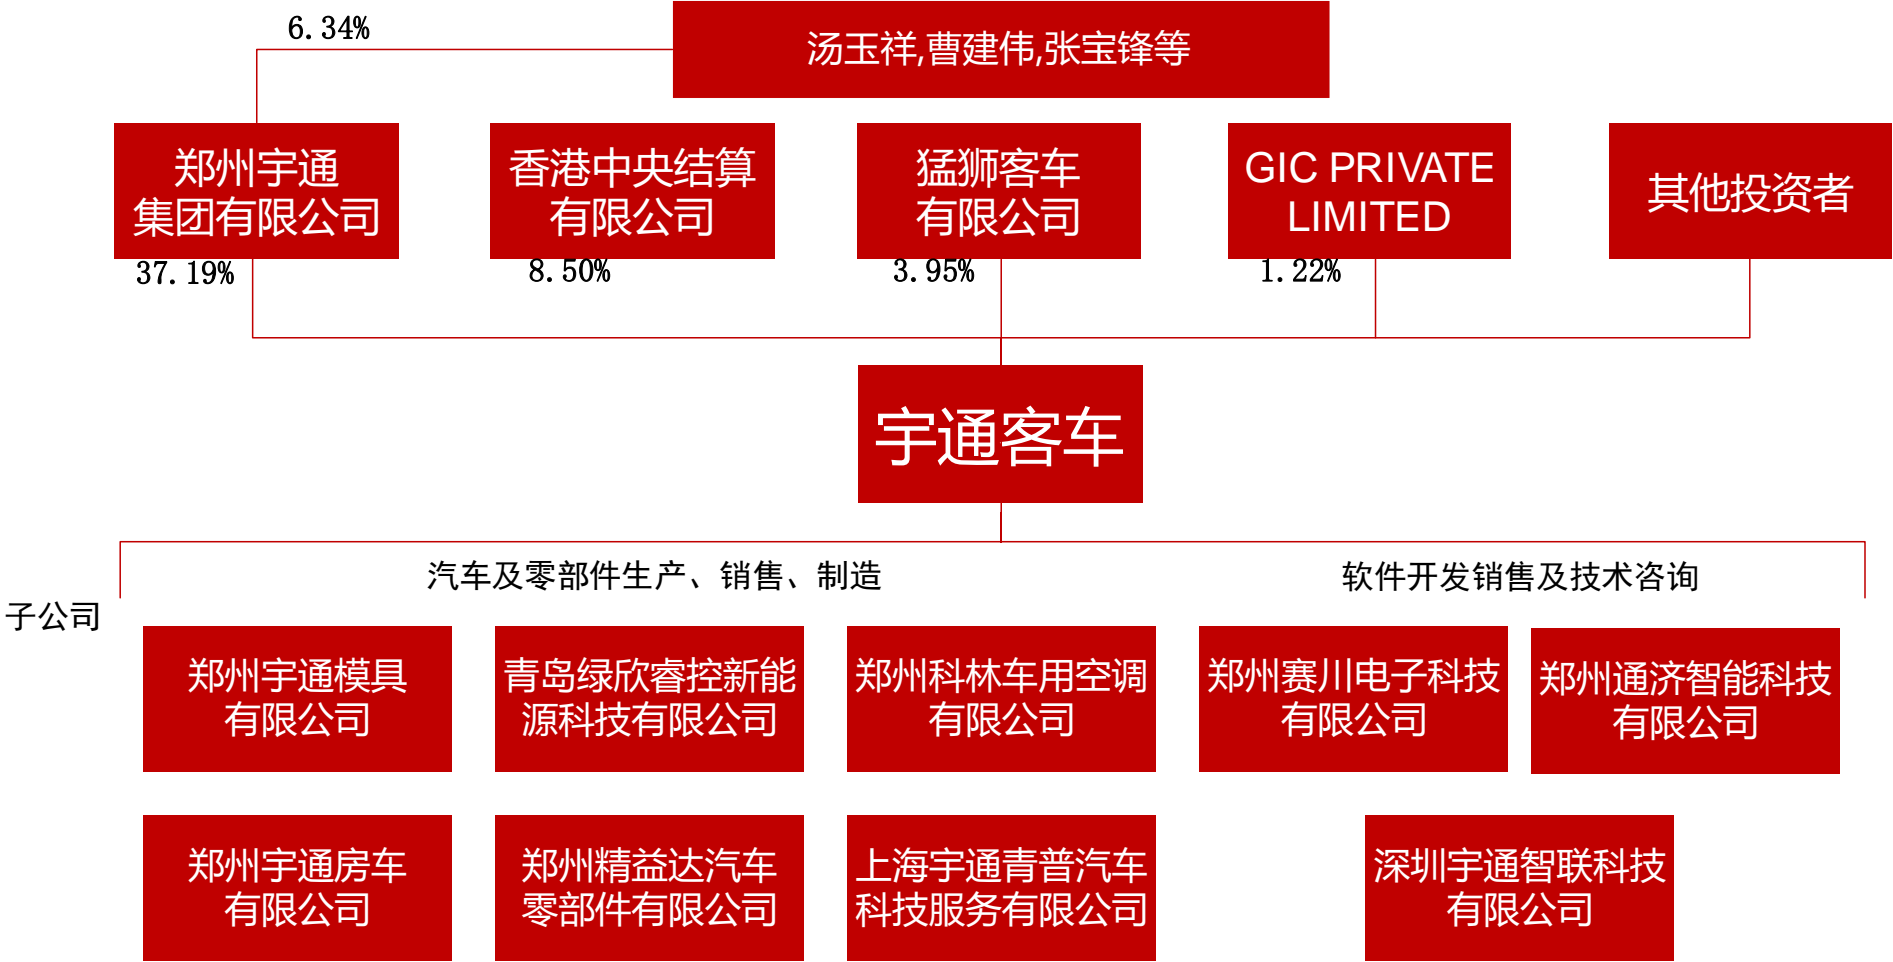 6.34%
汤玉祥,曹建伟,张宝锋等
郑州宇通
集团有限公司
香港中央结算
有限公司
猛狮客车
有限公司
GIC PRIVATE
LIMITED
其他投资者
37.19%
8.50%
3.95%
1.22%
宇通客车
汽车及零部件生产、销售、制造
软件开发销售及技术咨询
子公司
郑州宇通模具
有限公司
青岛绿欣睿控新能
源科技有限公司
郑州科林车用空调
有限公司
郑州赛川电子科技
有限公司
郑州通济智能科技
有限公司
郑州宇通房车
有限公司
郑州精益达汽车
零部件有限公司
上海宇通青普汽车
科技服务有限公司
深圳宇通智联科技
有限公司